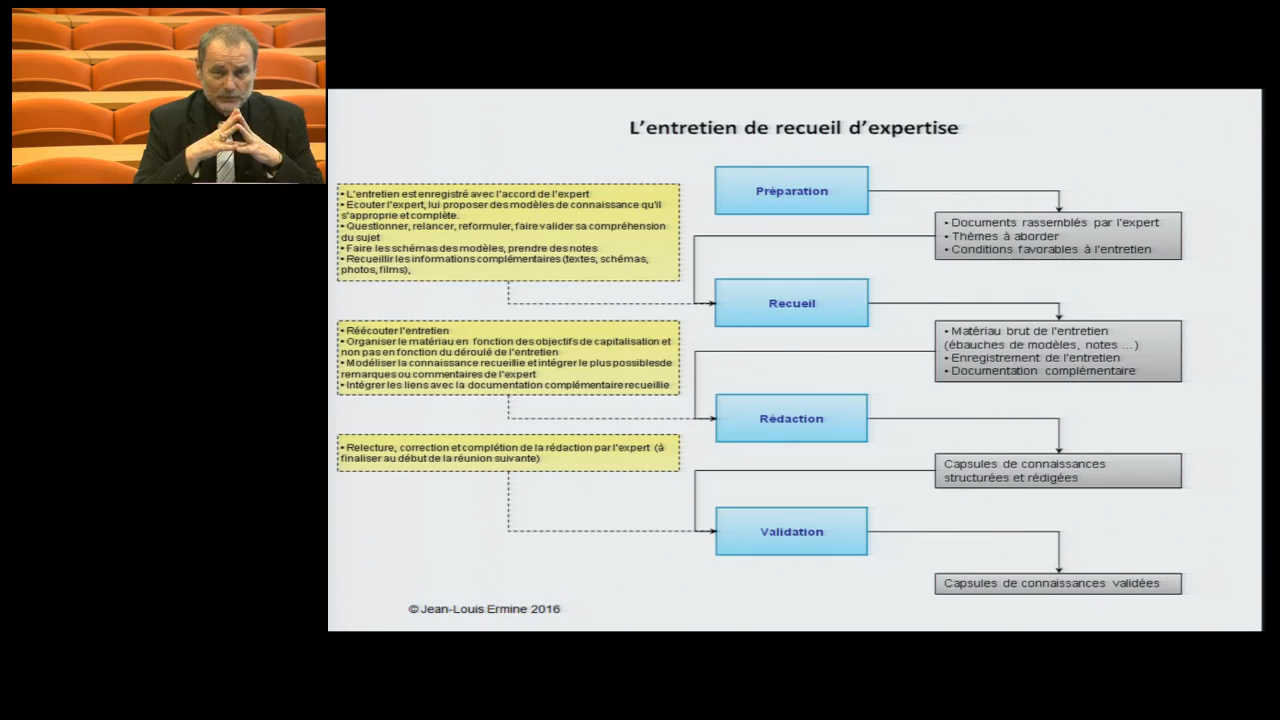 L'entretien de recueil d'expertise
Préparation
• Documents rassemblés par l'expert
• Thèmes à aborder
• Conditions favorables à l'entretien
• L'entretien est enregistré avec l'accord de l'expert
• Ecouter l'expert, lui proposer des modèles de connaissance qu'il
s'approprie et complète.
• Questionner, relancer, reformuler, faire valider sa compréhension
du sujet
• Faire les schémas des modèles, prendre des notes
• Recueillir les informations complémentaires (textes, schémas,
photos, films),
Recueil
• Matériau brut de l'entretien
(ébauches de modèles, notes ...)
• Enregistrement de l'entretien
• Documentation complémentaire
• Réécouter l'entretien
• Organiser le matériau en fonction des objectifs de capitalisation et
non pas en fonction du déroulé de l'entretien
• Modéliser la connaissance recueillie et intégrer le plus possiblesde
remarques ou commentaires de l'expert
• Intégrer les liens avec la documentation complémentaire recueillie
Rédaction
Capsules de connaissances
structurées et rédigées
• Relecture, correction et complétion de la rédaction par l'expert (à
finaliser au début de la réunion suivante)
Validation
Capsules de connaissances validées
© Jean-Louis Ermine 2016